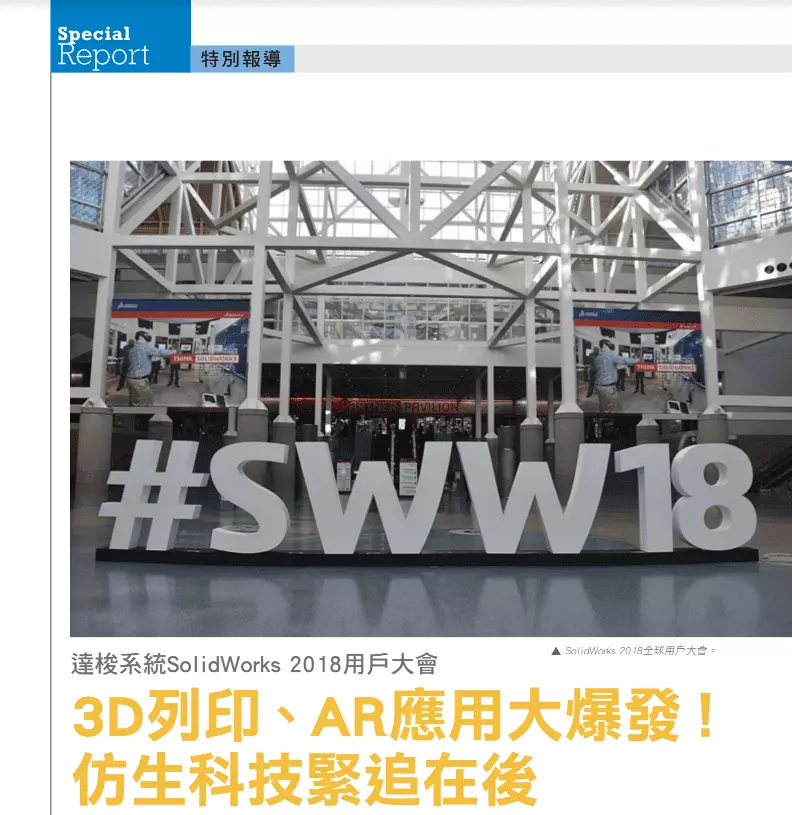 Special
Report
特別報導
THINK SOLIDWORKS
THINK SOLIDWORKS
PARTNER PAVILION
#SWW18
▲ SolidWorks 2018全球用戶大會。
達梭系統SolidWorks 2018用戶大會
3D列印、AR應用大爆發！
仿生科技緊追在後